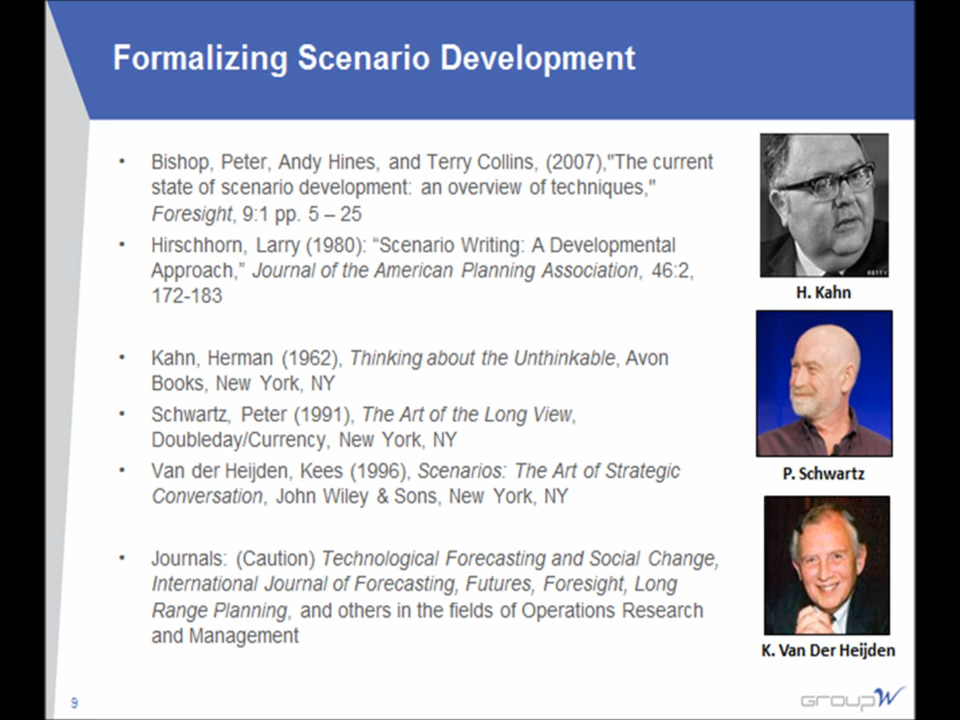 Formalizing Scenario Development
• Bishop, Peter, Andy Hines, and Terry Collins, (2007),"The current
state of scenario development: an overview of techniques,"
Foresight, 9:1 pp. 5 – 25
• Hirschhorn, Larry (1980): “Scenario Writing: A Developmental
Approach,” Journal of the American Planning Association, 46:2,
172-183
• Kahn, Herman (1962), Thinking about the Unthinkable, Avon
Books, New York, NY
• Schwartz, Peter (1991), The Art of the Long View,
Doubleday/Currency, New York, NY
• Van der Heijden, Kees (1996), Scenarios: The Art of Strategic
Conversation, John Wiley & Sons, New York, NY
• Journals: (Caution) Technological Forecasting and Social Change,
International Journal of Forecasting, Futures, Foresight, Long
Range Planning, and others in the fields of Operations Research
and Management
GETTY
H. Kahn
P. Schwartz
K. Van Der Heijden
9
GroupW